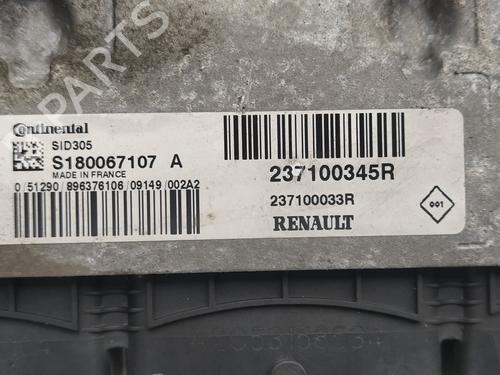 PARTS
Continental
SID305
S180067107 A
MADE IN FRANCE
0 51290 896376106 09149 002A2
237100345R
237100033R
RENAULT
001